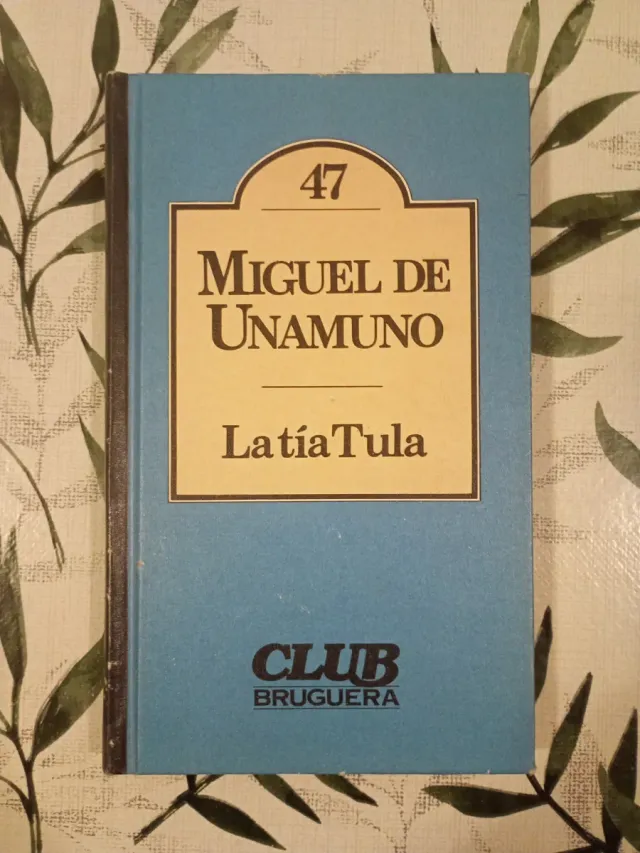 47
MIGUEL DE
UNAMUNO
La tía Tula
CLUB
BRUGUERA